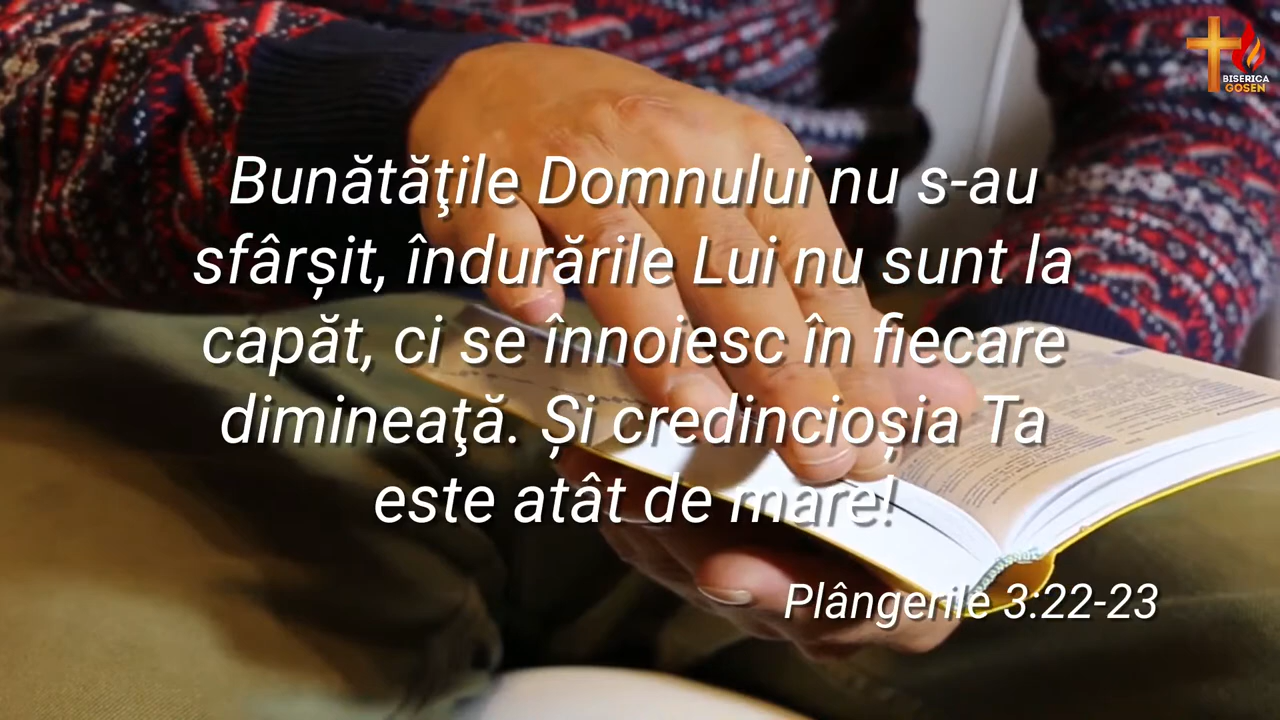 BISERICA
GOSEN
Bunătăţile Domnului nu s-au
sfârșit, îndurările Lui nu sunt la
capăt, ci se înnoiesc în fiecare
dimineaţă. Și credincioșia Ta
este atât de mare!
Plângerile 3:22-23